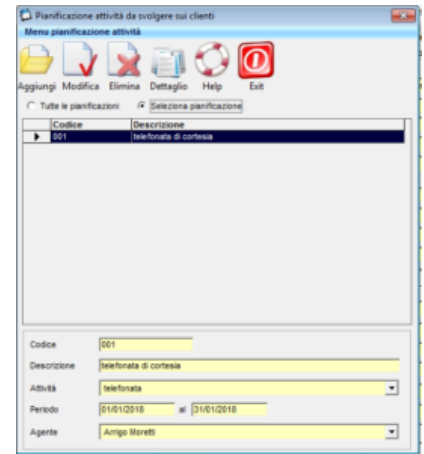 Pianificazione attività da svolgere sui clienti
Menu pianificazione attività
Aggiungi Modifica Elimina Dettaglio Help Exit
Tutte le pianificazioni Seleziona pianificazione
Codice Descrizione
001 telefonata di cortesia
Codice 001
Descrizione telefonata di cortesia
Attività telefonata
Periodo 01/01/2018 al 31/01/2018
Agente Arrigo Moretti